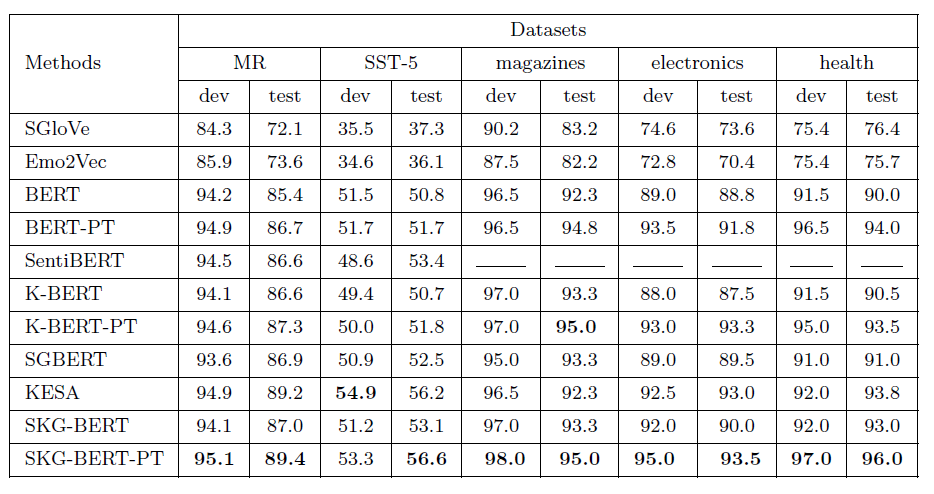 Methods Datasets
MR SST-5 magazines electronics health
dev test dev test dev test dev test dev test
SGloVe 84.3 72.1 35.5 37.3 90.2 83.2 74.6 73.6 75.4 76.4
Emo2Vec 85.9 73.6 34.6 36.1 87.5 82.2 72.8 70.4 75.4 75.7
BERT 94.2 85.4 51.5 50.8 96.5 92.3 89.0 88.8 91.5 90.0
BERT-PT 94.9 86.7 51.7 51.7 96.5 94.8 93.5 91.8 96.5 94.0
SentiBERT 94.5 86.6 48.6 53.4 —— —— —— —— —— ——
K-BERT 94.1 86.6 49.4 50.7 97.0 93.3 88.0 87.5 91.5 90.5
K-BERT-PT 94.6 87.3 50.0 51.8 97.0 95.0 93.0 93.3 95.0 93.5
SGBERT 93.6 86.9 50.9 52.5 95.0 93.3 89.0 89.5 91.0 91.0
KESA 94.9 89.2 54.9 56.2 96.5 92.3 92.5 93.0 92.0 93.8
SKG-BERT 94.1 87.0 51.2 53.1 97.0 93.3 92.0 90.0 92.0 93.0
SKG-BERT-PT 95.1 89.4 53.3 56.6 98.0 95.0 95.0 93.5 97.0 96.0